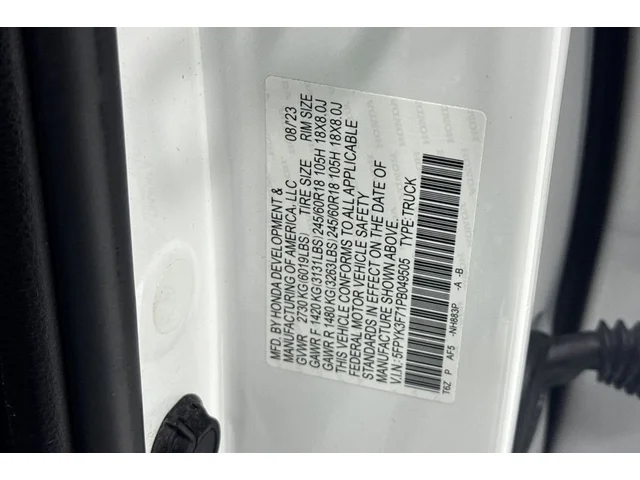 MFD. BY HONDA DEVELOPMENT &
MANUFACTURING OF AMERICA, LLC 08/23
GVWR 2730 KG(6019LBS) TIRE SIZE RIM SIZE
GAWR F 1420 KG(3131LBS)245/60R18 105H 18X8.0J
GAWR R 1480 KG(3263LBS)245/60R18 105H 18X8.0J
THIS VEHICLE CONFORMS TO ALL APPLICABLE
FEDERAL MOTOR VEHICLE SAFETY
STANDARDS IN EFFECT ON THE DATE OF
MANUFACTURE SHOWN ABOVE.
V.I.N.: 5FPYK3F71PB049505 TYPE:TRUCK
T6Z P AF5 -NH883P -A -B